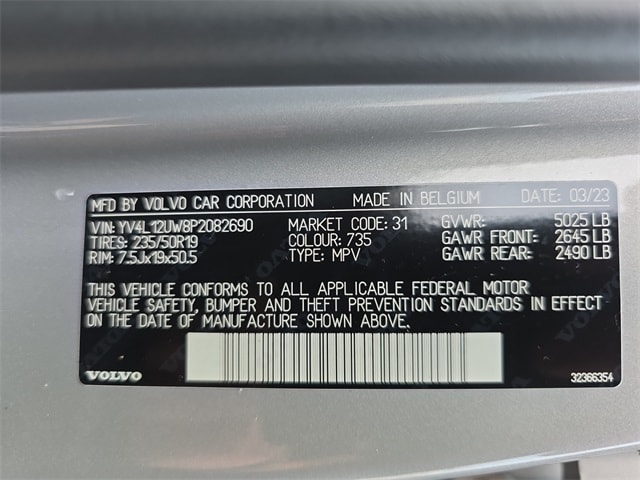 MFD BY VOLVO CAR CORPORATION MADE IN BELGIUM DATE: 03/23
VIN: YV4L12UW8P2082690 MARKET CODE: 31 GVWR: 5025 LB
TIRES: 235/50R19 COLOUR: 735 GAWR FRONT: 2645 LB
RIM: 7.5Jx19x50.5 TYPE: MPV GAWR REAR: 2490 LB
THIS VEHICLE CONFORMS TO ALL APPLICABLE FEDERAL MOTOR
VEHICLE SAFETY, BUMPER AND THEFT PREVENTION STANDARDS IN EFFECT
ON THE DATE OF MANUFACTURE SHOWN ABOVE.
VOLVO 32366354